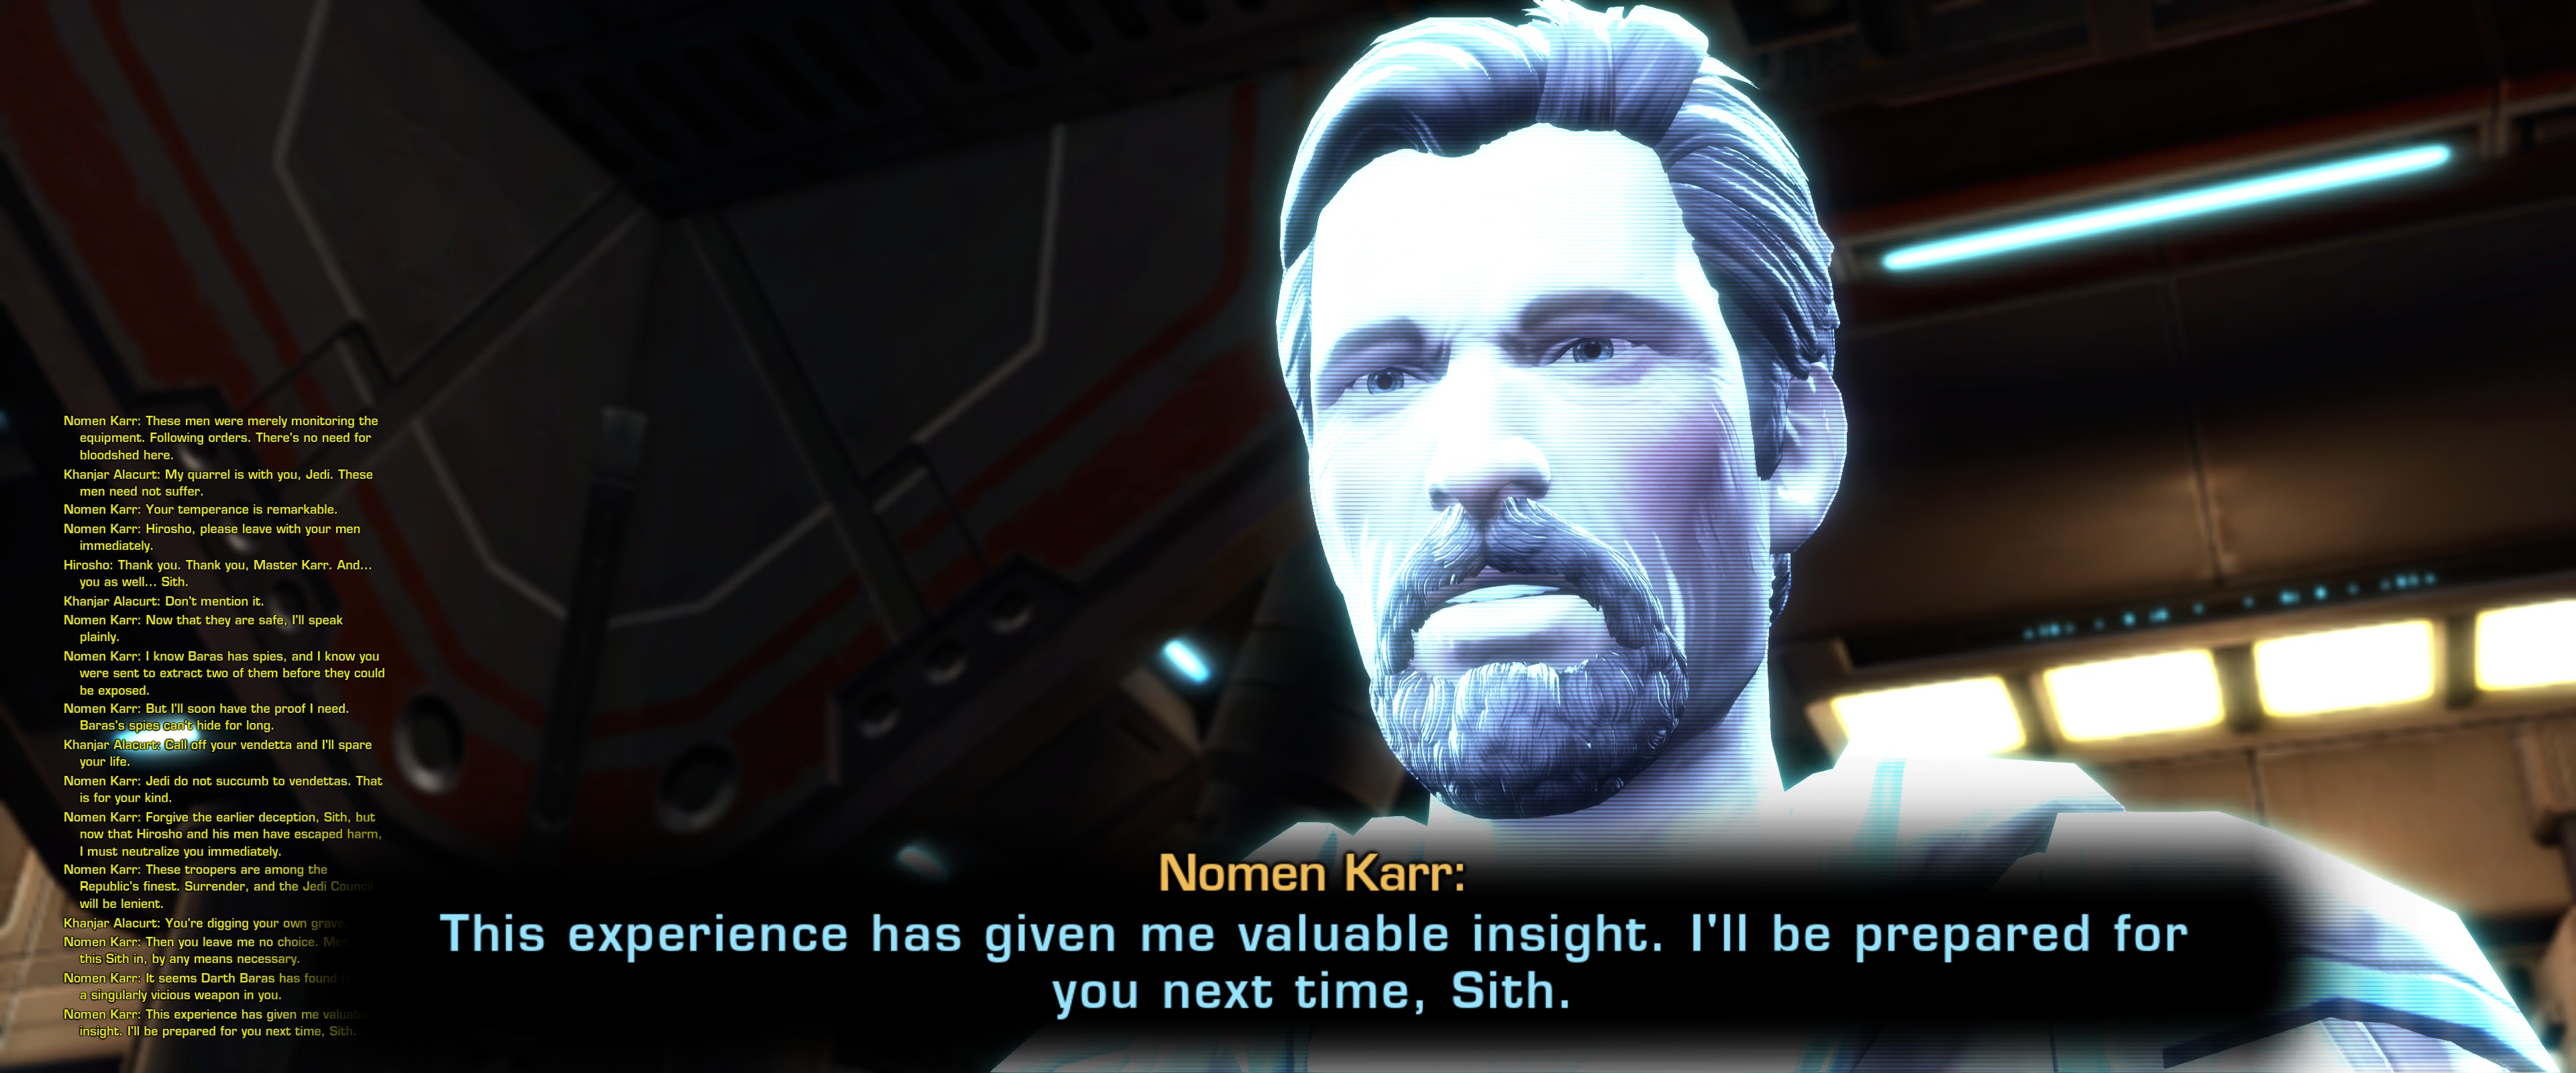 Nomen Karr: These men were merely monitoring the
equipment. Following orders. There's no need for
bloodshed here.
Khanjar Alacurt: My quarrel is with you, Jedi. These
men need not suffer.
Nomen Karr: Your temperance is remarkable.
Nomen Karr: Hirosho, please leave with your men
immediately.
Hirosho: Thank you. Thank you, Master Karr. And...
you as well... Sith.
Khanjar Alacurt: Don't mention it.
Nomen Karr: Now that they are safe, I'll speak
plainly.
Nomen Karr: I know Baras has spies, and I know you
were sent to extract two of them before they could
be exposed.
Nomen Karr: But I'll soon have the proof I need.
Baras's spies can't hide for long.
Khanjar Alacurt: Call off your vendetta and I'll spare
your life.
Nomen Karr: Jedi do not succumb to vendettas. That
is for your kind.
Nomen Karr: Forgive the earlier deception, Sith, but
now that Hirosho and his men have escaped harm,
I must neutralize you immediately.
Nomen Karr: These troopers are among the
Republic's finest. Surrender, and the Jedi Council
will be lenient.
Khanjar Alacurt: You're digging your own grave
Nomen Karr: Then you leave me no choice.
this Sith in, by any means necessary.
Nomen Karr: It seems Darth Baras has found
a singularly vicious weapon in you.
Nomen Karr: This experience has given me valuable
insight. I'll be prepared for you next time, Sith.
Nomen Karr:
This experience has given me valuable insight. I'll be prepared for
you next time, Sith.